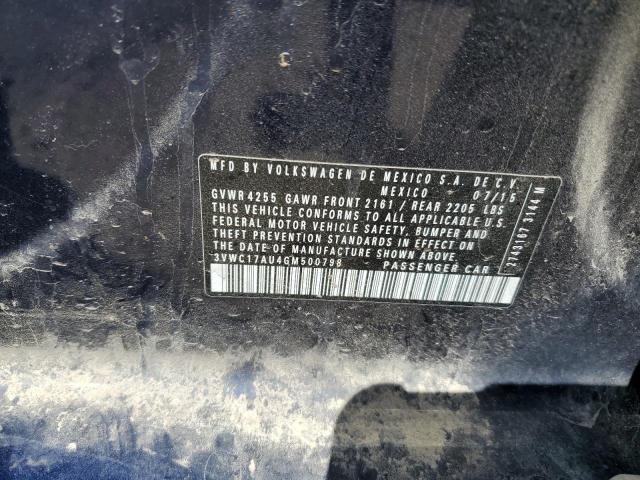 MFD BY VOLKSWAGEN DE MEXICO S.A. DE C.V.
MEXICO * 07/15
GVWR 4255 GAWR FRONT 2161 / REAR 2205 LBS
THIS VEHICLE CONFORMS TO ALL APPLICABLE U.S.
FEDERAL MOTOR VEHICLE SAFETY, BUMPER AND
THEFT PREVENTION STANDARDS IN EFFECT ON
THE DATE OF MANUFACTURE SHOWN ABOVE.
3VWC17AU4GM500798 PASSENGER CAR
2740167 3144 M